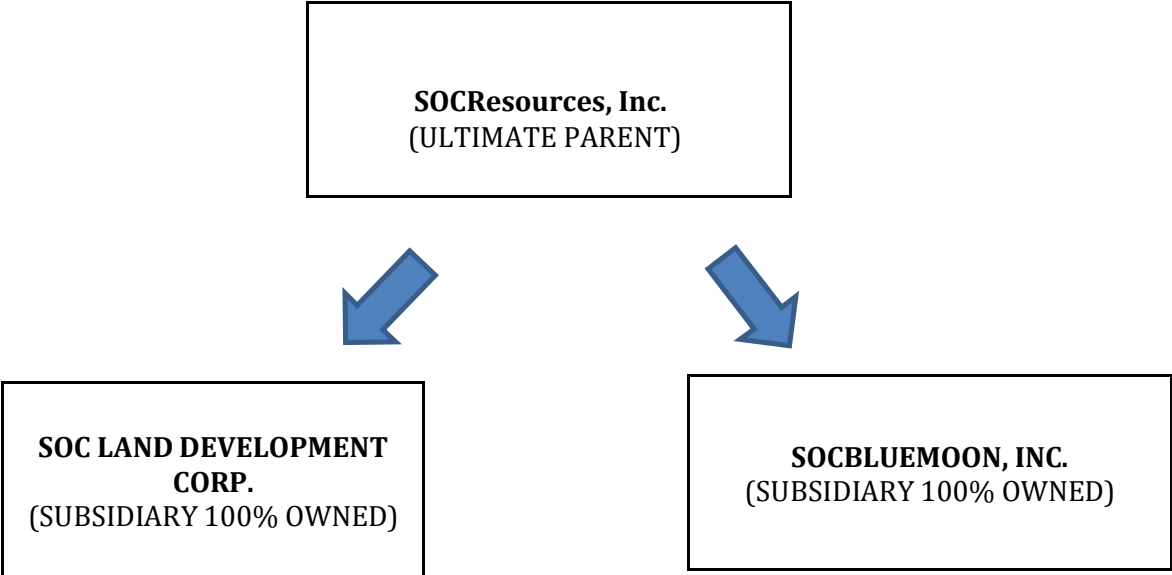 SOCResources, Inc.
(ULTIMATE PARENT)
SOC LAND DEVELOPMENT
CORP.
(SUBSIDIARY 100% OWNED)
SOCBLUEMOON, INC.
(SUBSIDIARY 100% OWNED)